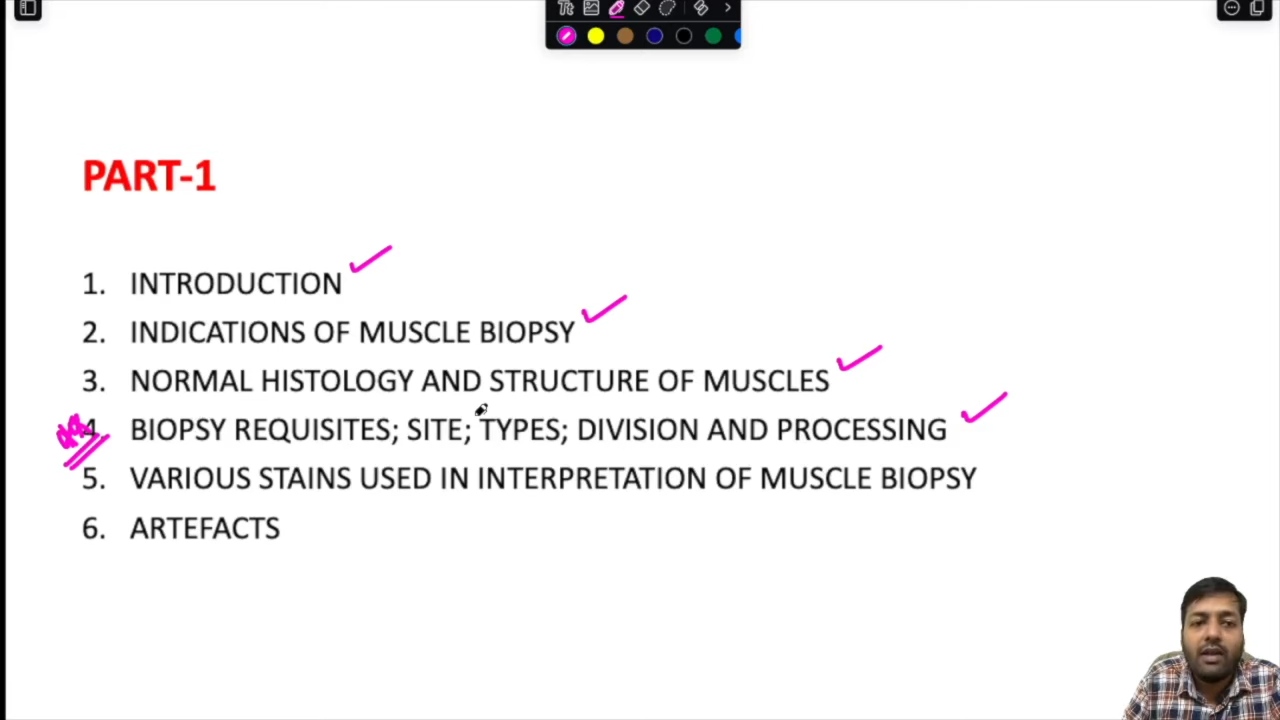 Tt
PART-1
1. INTRODUCTION
2. INDICATIONS OF MUSCLE BIOPSY
3. NORMAL HISTOLOGY AND STRUCTURE OF MUSCLES
4. BIOPSY REQUISITES; SITE; TYPES; DIVISION AND PROCESSING
5. VARIOUS STAINS USED IN INTERPRETATION OF MUSCLE BIOPSY
6. ARTEFACTS